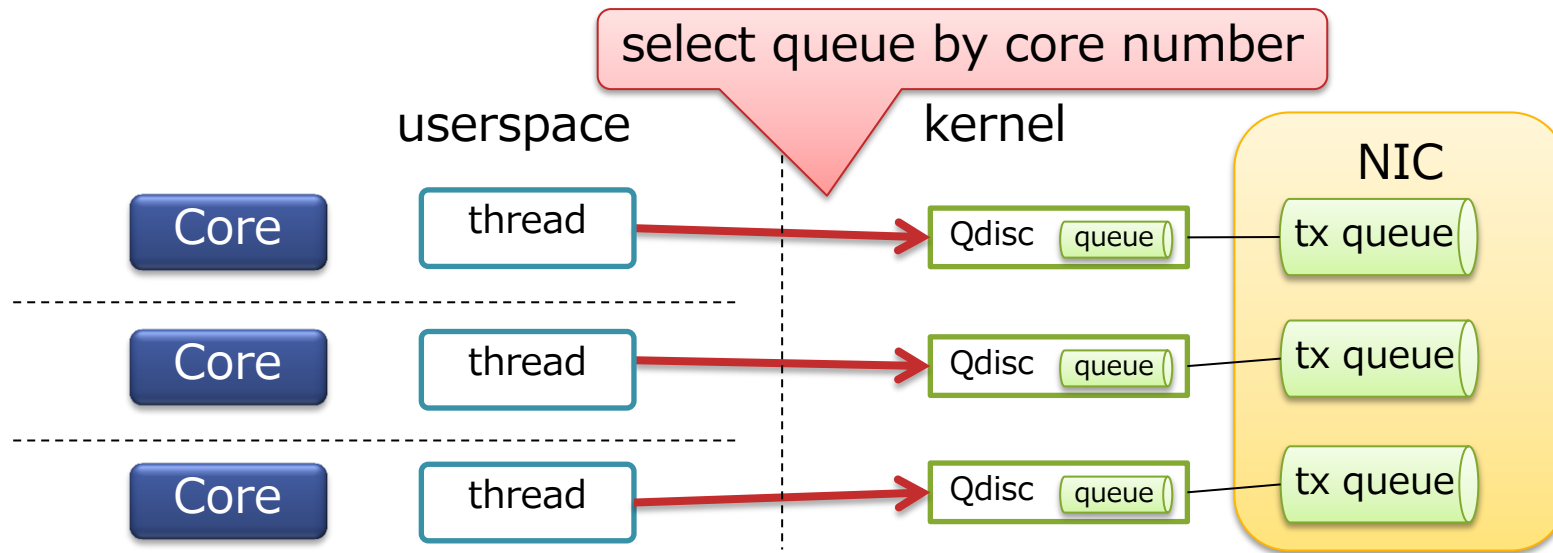 select queue by core number
userspace
kernel
NIC
Core
thread
Qdisc
queue
tx queue
Core
thread
Qdisc
queue
tx queue
Core
thread
Qdisc
queue
tx queue